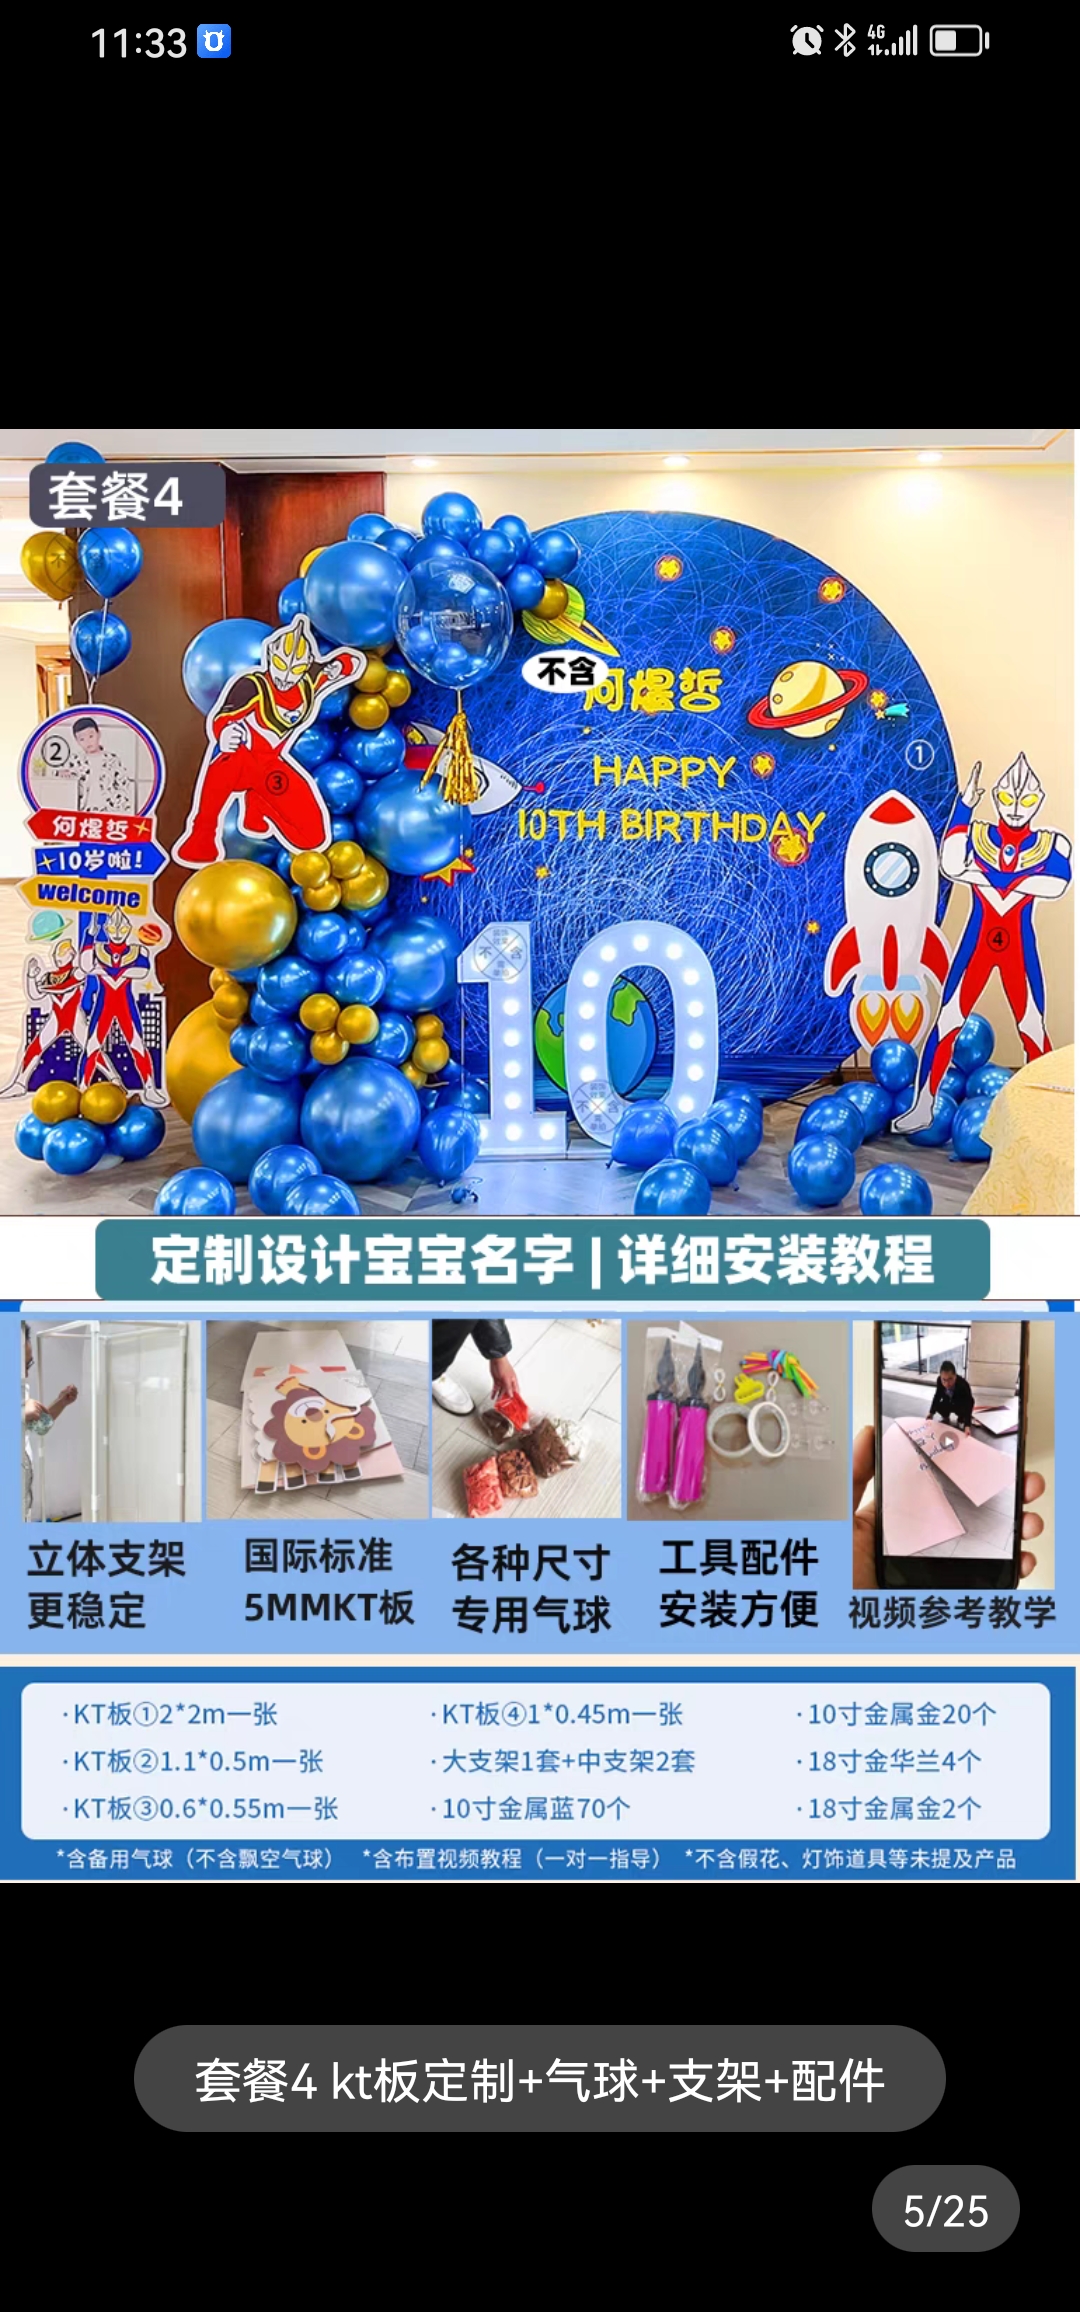 11:33
4G
套餐4
不含
何煜哲
HAPPY
10TH BIRTHDAY
①
②
③
④
何煜哲
10岁啦!
welcome
10
定制设计宝宝名字 | 详细安装教程
立体支架
更稳定
国际标准
5MMKT板
各种尺寸
专用气球
工具配件
安装方便
视频参考教学
·KT板①2*2m一张
·KT板④1*0.45m一张
·10寸金属金20个
·KT板②1.1*0.5m一张
·大支架1套+中支架2套
·18寸金华兰4个
·KT板③0.6*0.55m一张
·10寸金属蓝70个
·18寸金属金2个
*含备用气球（不含飘空气球） *含布置视频教程（一对一指导） *不含假花、灯饰道具等未提及产品
套餐4 kt板定制+气球+支架+配件
5/25